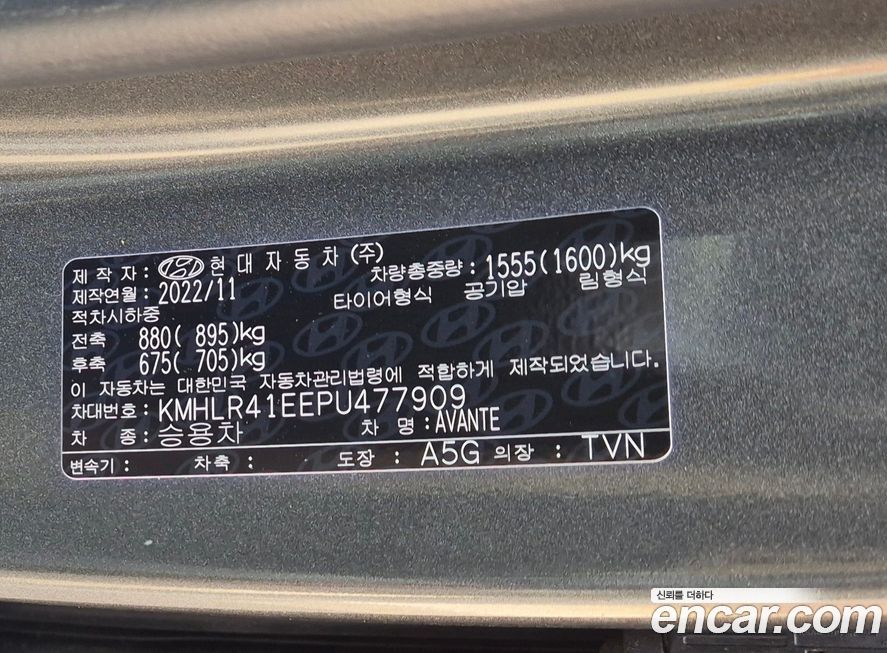 제 작 자 : 현 대 자 동 차 (주) 차량총중량 : 1555(1600)kg
제작연월 : 2022/11 타이어형식 공기압 림형식
적차시하중
전축 880( 895)kg
후축 675( 705)kg
이 자동차는 대한민국 자동차관리법령에 적합하게 제작되었습니다.
차대번호 : KMHLR41EEPU477909
차 종 : 승용차 차 명 : AVANTE
변속기 : 차축 : 도장 : A5G 의장 : TVN
신뢰를 더하다
encar.com